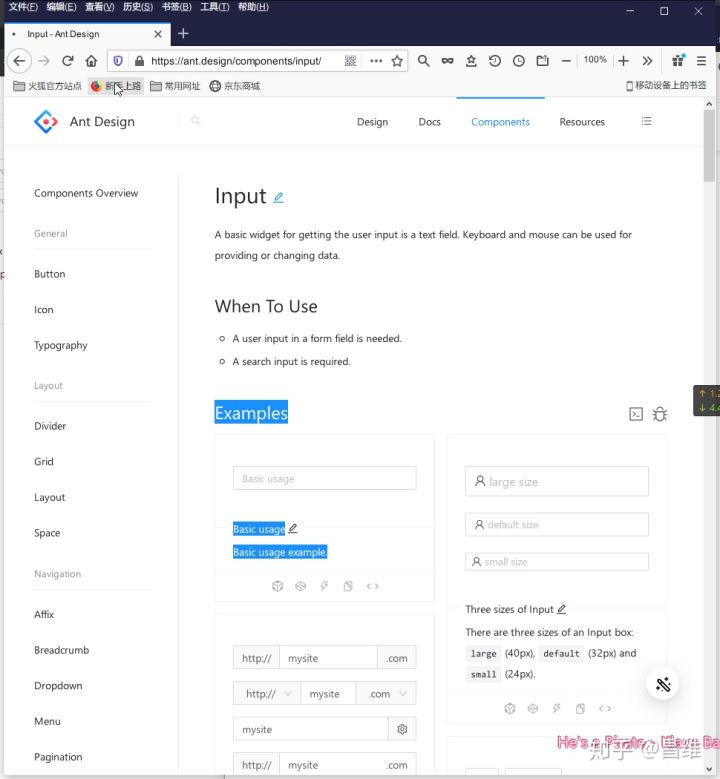 文件(F) 编辑(E) 查看(V) 历史(S) 书签(B) 工具(T) 帮助(H)
Input - Ant Design
https://ant.design/components/input/
100%
火狐官方站点 新手上路 常用网址 京东商城 移动设备上的书签
Ant Design
Design Docs Components Resources
Components Overview
General
Button
Icon
Typography
Layout
Divider
Grid
Layout
Space
Navigation
Affix
Breadcrumb
Dropdown
Menu
Pagination
Input
A basic widget for getting the user input is a text field. Keyboard and mouse can be used for
providing or changing data.
When To Use
A user input in a form field is needed.
A search input is required.
Examples
Basic usage
Basic usage
Basic usage example.
http:// mysite .com
http:// mysite .com
mysite
http:// mysite .com
large size
default size
small size
Three sizes of Input
There are three sizes of an Input box:
large (40px), default (32px) and
small (24px).
He's a Pirate
知乎 @雪维